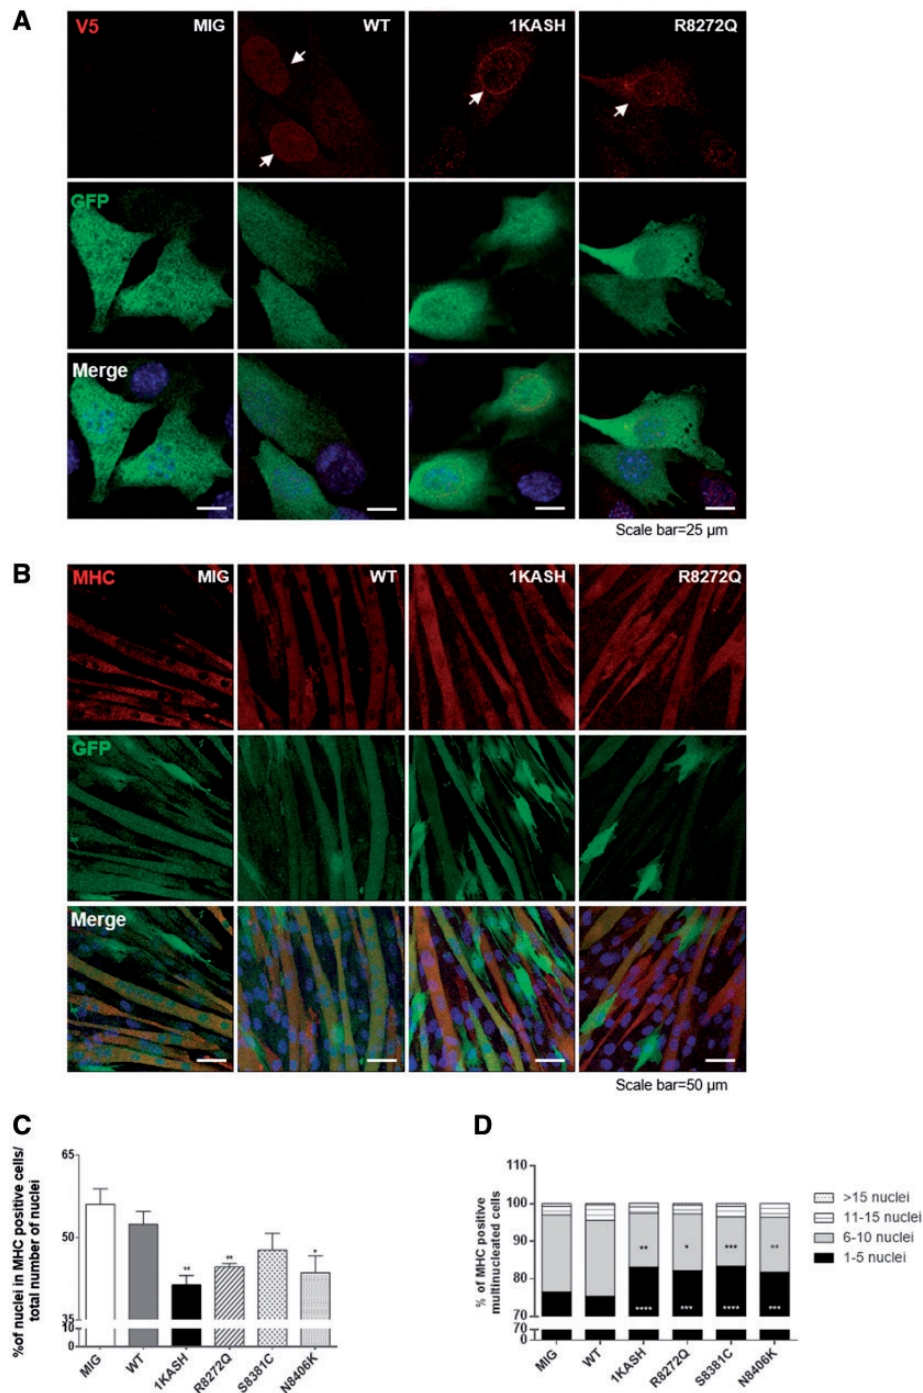 A
V5 MIG WT 1KASH R8272Q
GFP
Merge
Scale bar=25 µm
B
MHC MIG WT 1KASH R8272Q
GFP
Merge
Scale bar=50 µm
C
%of nuclei in MHC positive cells/
total number of nuclei
65
50
35
10
0
** ** *
MIG WT 1KASH R8272Q S8381C N8406K
D
% of MHC positive
multinucleated cells
110
100
90
80
70
70
0
** * *** **
**** *** **** ***
MIG WT 1KASH R8272Q S8381C N8406K
>15 nuclei
11-15 nuclei
6-10 nuclei
1-5 nuclei